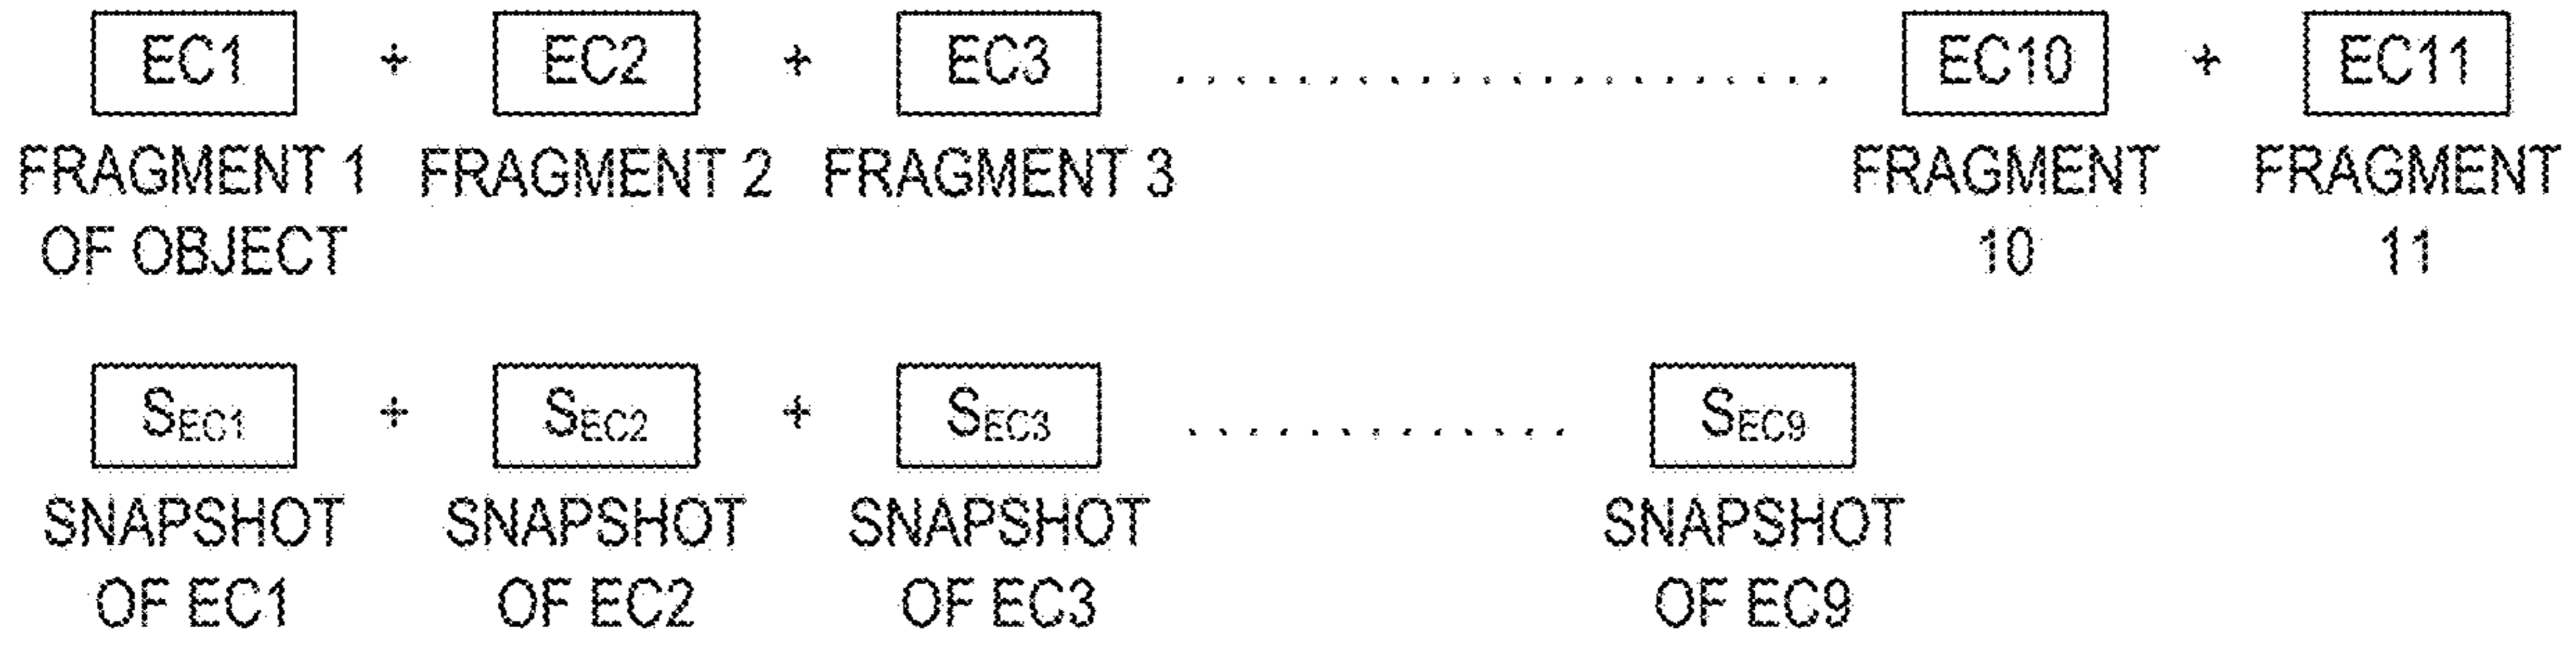 EC1 + EC2 + EC3 ...................... EC10 + EC11
FRAGMENT 1 FRAGMENT 2 FRAGMENT 3 FRAGMENT FRAGMENT
OF OBJECT 10 11
SEC1 + SEC2 + SEC3 ............. SEC9
SNAPSHOT SNAPSHOT SNAPSHOT SNAPSHOT
OF EC1 OF EC2 OF EC3 OF EC9